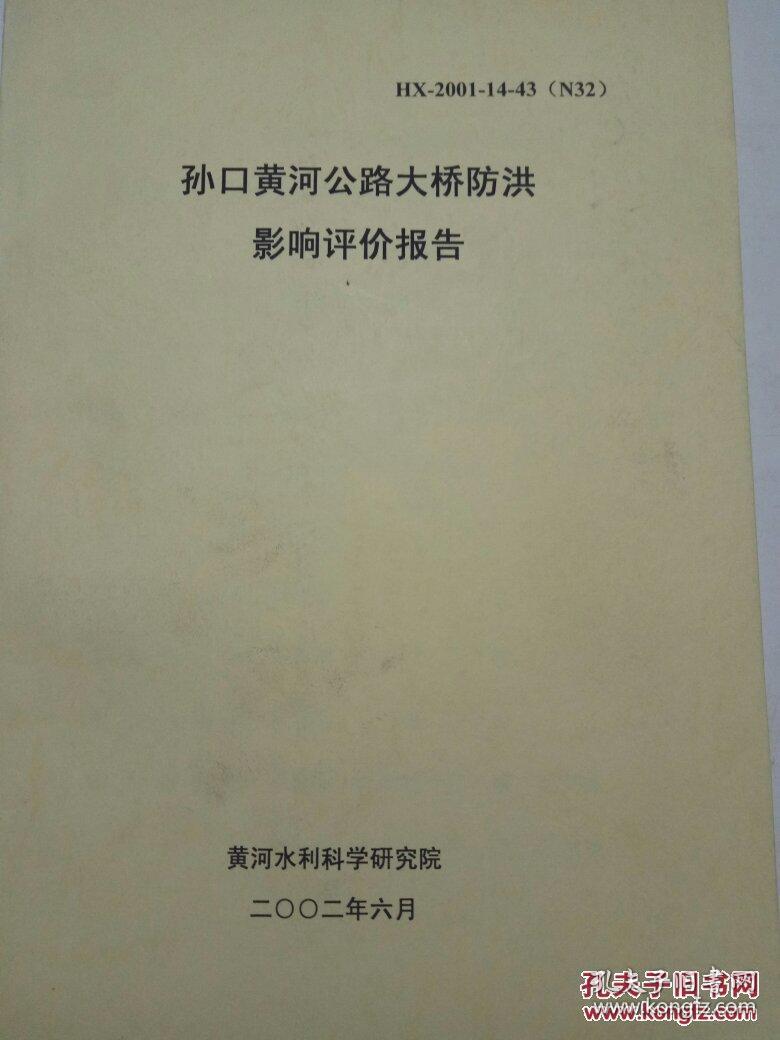 HX-2001-14-43（N32）
孙口黄河公路大桥防洪
影响评价报告
黄河水利科学研究院
二〇〇二年六月
孔夫子旧书网
www.kongfz.com